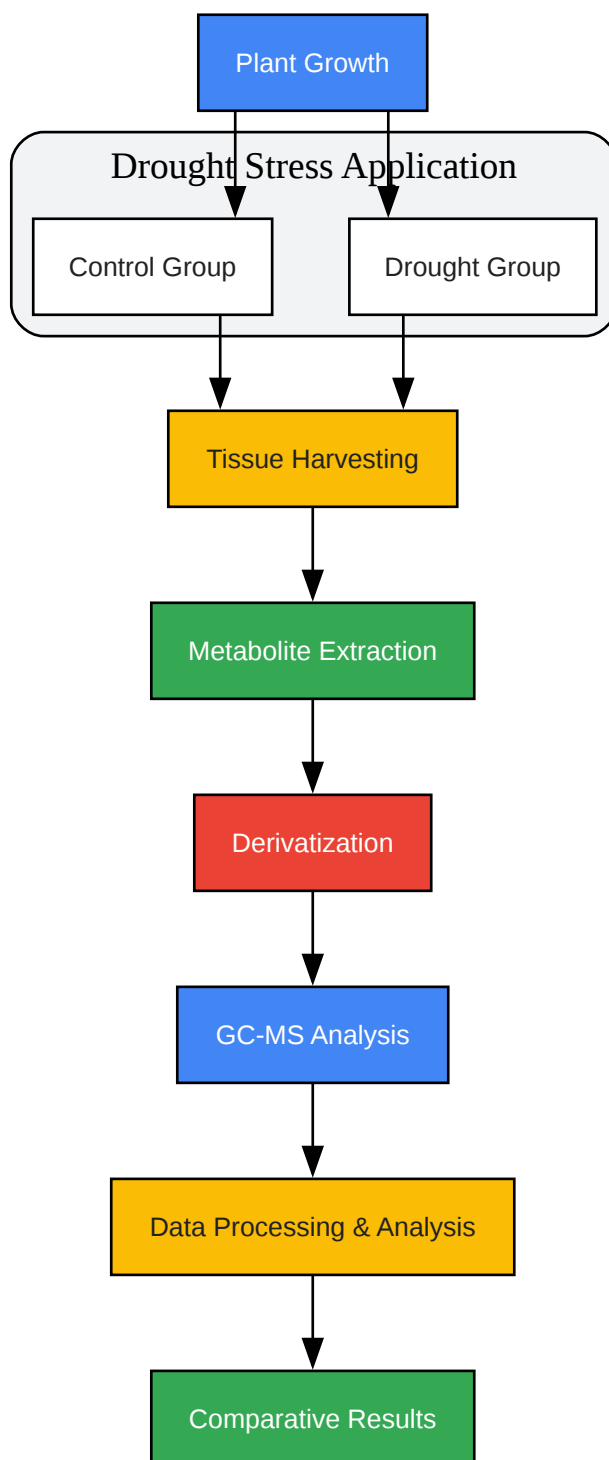 Plant Growth
Drought Stress Application
Control Group
Drought Group
Tissue Harvesting
Metabolite Extraction
Derivatization
GC-MS Analysis
Data Processing & Analysis
Comparative Results